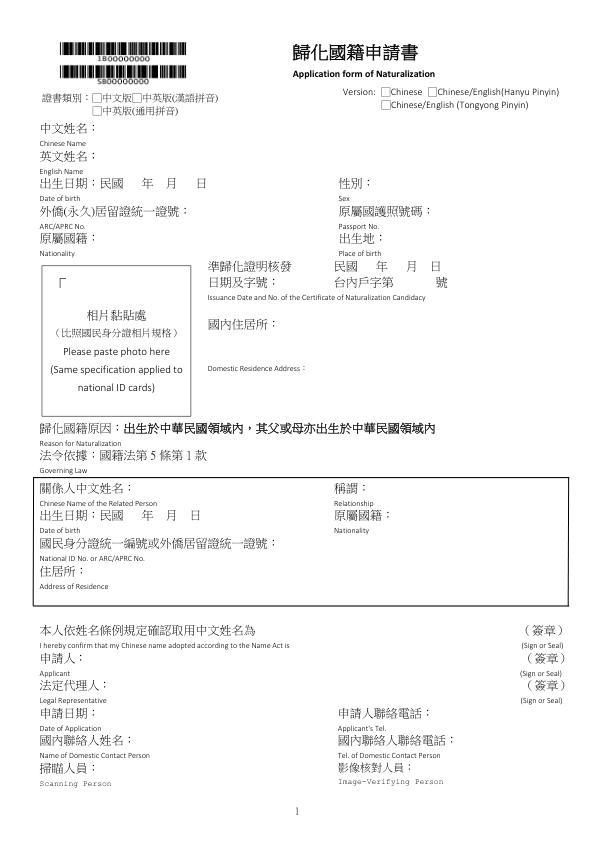 1B00000000
SB00000000
歸化國籍申請書
Application form of Naturalization
證書類別：□中文版□中英版(漢語拼音)
□中英版(通用拼音)
Version: □Chinese □Chinese/English(Hanyu Pinyin)
□Chinese/English (Tongyong Pinyin)
中文姓名：
Chinese Name
英文姓名：
English Name
出生日期：民國 年 月 日 性別：
Date of birth Sex
外僑(永久)居留證統一證號： 原屬國護照號碼：
ARC/APRC No. Passport No.
原屬國籍： 出生地：
Nationality Place of birth
相片黏貼處
（比照國民身分證相片規格）
Please paste photo here
(Same specification applied to
national ID cards)
準歸化證明核發 民國 年 月 日
日期及字號： 台內戶字第 號
Issuance Date and No. of the Certificate of Naturalization Candidacy
國內住居所：
Domestic Residence Address：
歸化國籍原因：出生於中華民國領域內，其父或母亦出生於中華民國領域內
Reason for Naturalization
法令依據：國籍法第 5 條第 1 款
Governing Law
關係人中文姓名： 稱謂：
Chinese Name of the Related Person Relationship
出生日期：民國 年 月 日 原屬國籍：
Date of birth Nationality
國民身分證統一編號或外僑居留證統一證號：
National ID No. or ARC/APRC No.
住居所：
Address of Residence
本人依姓名條例規定確認取用中文姓名為 （簽章）
I hereby confirm that my Chinese name adopted according to the Name Act is (Sign or Seal)
申請人： （簽章）
Applicant (Sign or Seal)
法定代理人： （簽章）
Legal Representative (Sign or Seal)
申請日期： 申請人聯絡電話：
Date of Application Applicant's Tel.
國內聯絡人姓名： 國內聯絡人聯絡電話：
Name of Domestic Contact Person Tel. of Domestic Contact Person
掃瞄人員： 影像核對人員：
Scanning Person Image-Verifying Person
1